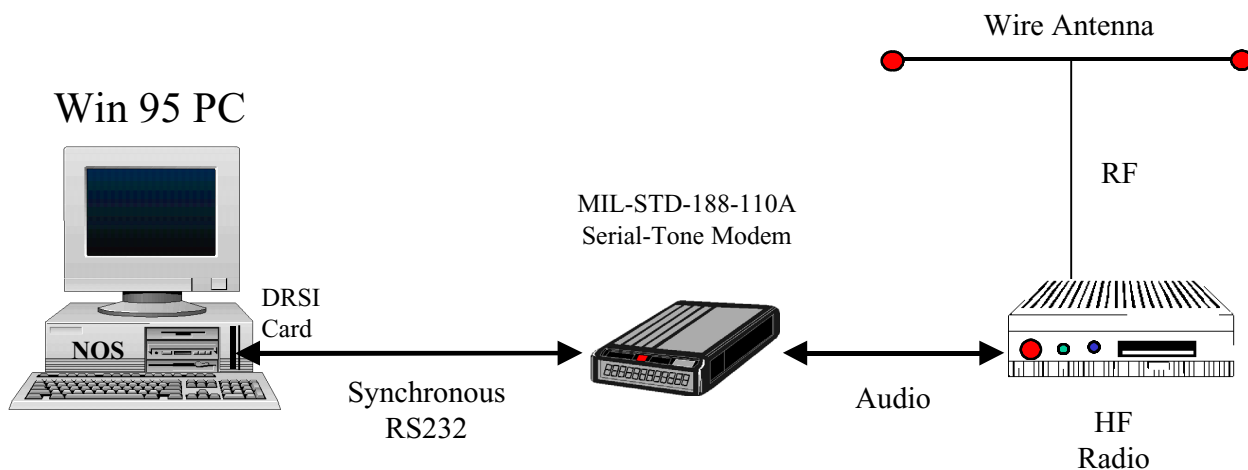 Wire Antenna
Win 95 PC
RF
MIL-STD-188-110A
Serial-Tone Modem
DRSI
Card
NOS
Synchronous
RS232
Audio
HF
Radio